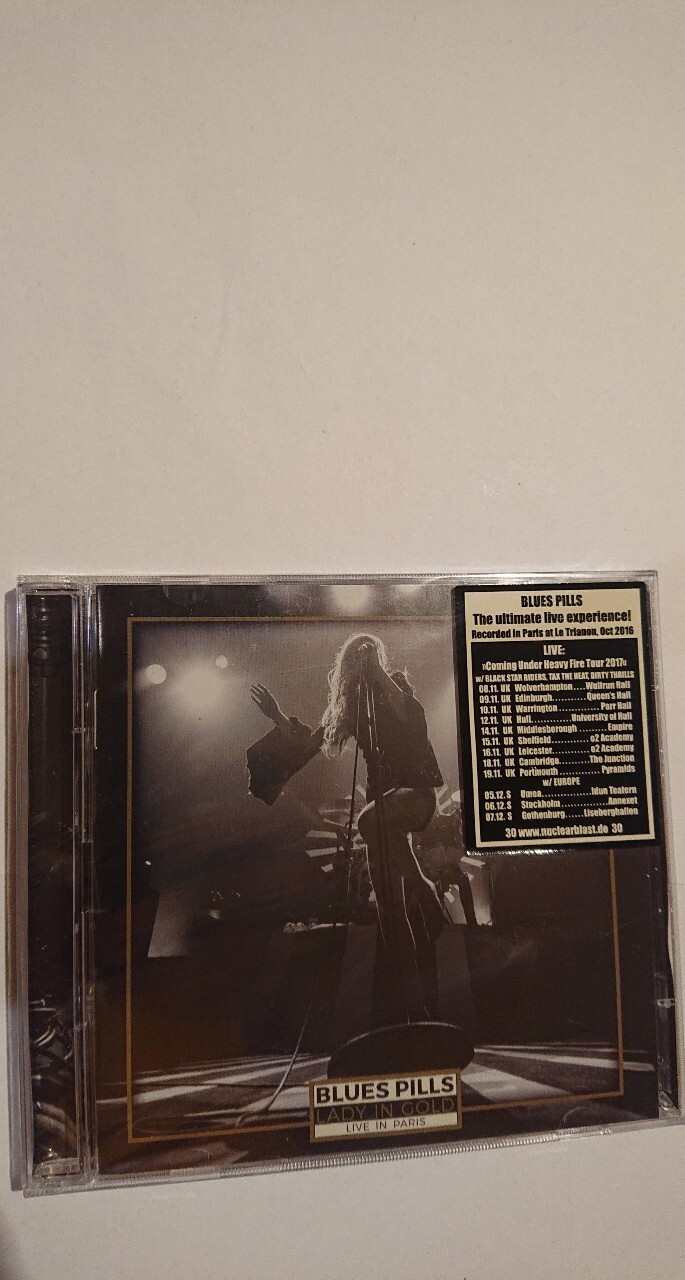 BLUES PILLS
The ultimate live experience!
Recorded in Paris at Le Trianon, Oct 2016
LIVE:
»Coming Under Heavy Fire Tour 2017«
w/ BLACK STAR RIDERS, TAX THE HEAT, DIRTY THRILLS
08.11. UK Wolverhampton....Wulfrun Hall
09.11. UK Edinburgh............Queen's Hall
10.11. UK Warrington ............Parr Hall
12.11. UK Hull............University of Hull
14.11. UK Middlesborough ........Empire
15.11. UK Sheffield............o2 Academy
16.11. UK Leicester............o2 Academy
18.11. UK Cambridge.........The Junction
19.11. UK Portmouth ............Pyramids
w/ EUROPE
05.12. S Umea................Idun Teatern
06.12. S Stockholm................Annexet
07.12. S Gothenburg.....Liseberghallen
30 www.nuclearblast.de 30
BLUES PILLS
LADY IN GOLD
LIVE IN PARIS